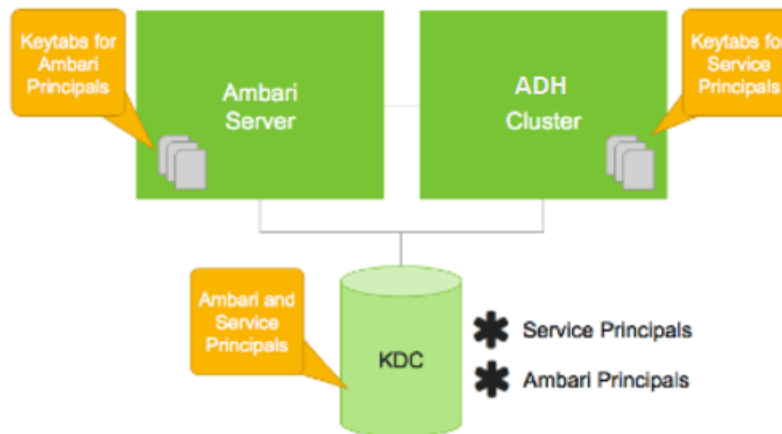 Keytabs for
Ambari
Principals
Ambari
Server
ADH
Cluster
Keytabs for
Service
Principals
Ambari and
Service
Principals
KDC
Service Principals
Ambari Principals